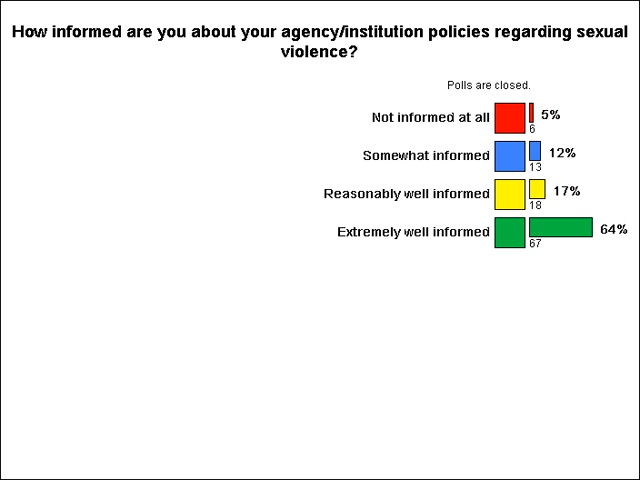 How informed are you about your agency/institution policies regarding sexual
violence?
Polls are closed.
Not informed at all 5%
6
Somewhat informed 12%
13
Reasonably well informed 17%
18
Extremely well informed 64%
67